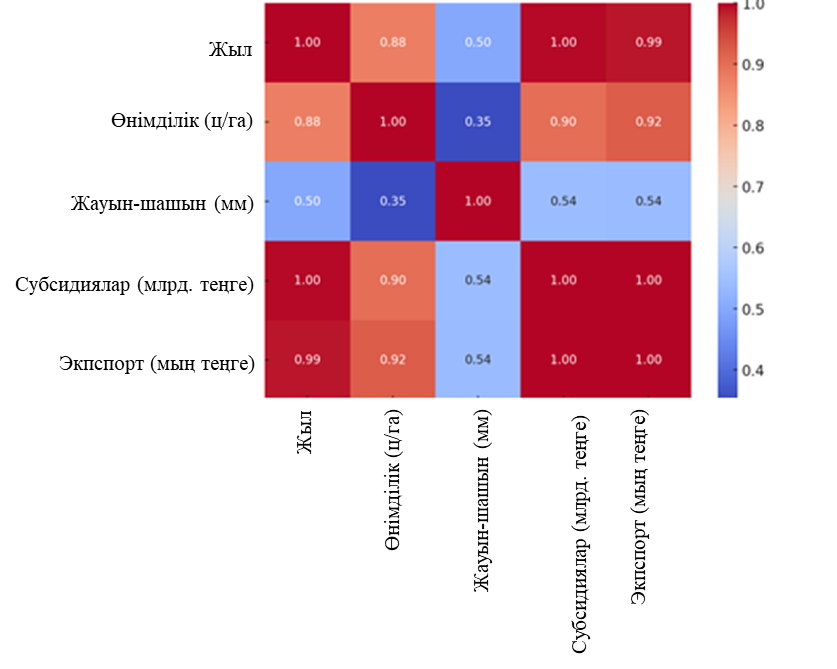 1.0
Жыл 1.00 0.88 0.50 1.00 0.99
0.9
Өнімділік (ц/га) 0.88 1.00 0.35 0.90 0.92
0.8
0.7
Жауын-шашын (мм) 0.50 0.35 1.00 0.54 0.54
0.6
Субсидиялар (млрд. теңге) 1.00 0.90 0.54 1.00 1.00
0.5
Экпспорт (мың теңге) 0.99 0.92 0.54 1.00 1.00
0.4
Жыл
Өнімділік (ц/га)
Жауын-шашын (мм)
Субсидиялар (млрд. теңге)
Экпспорт (мың теңге)